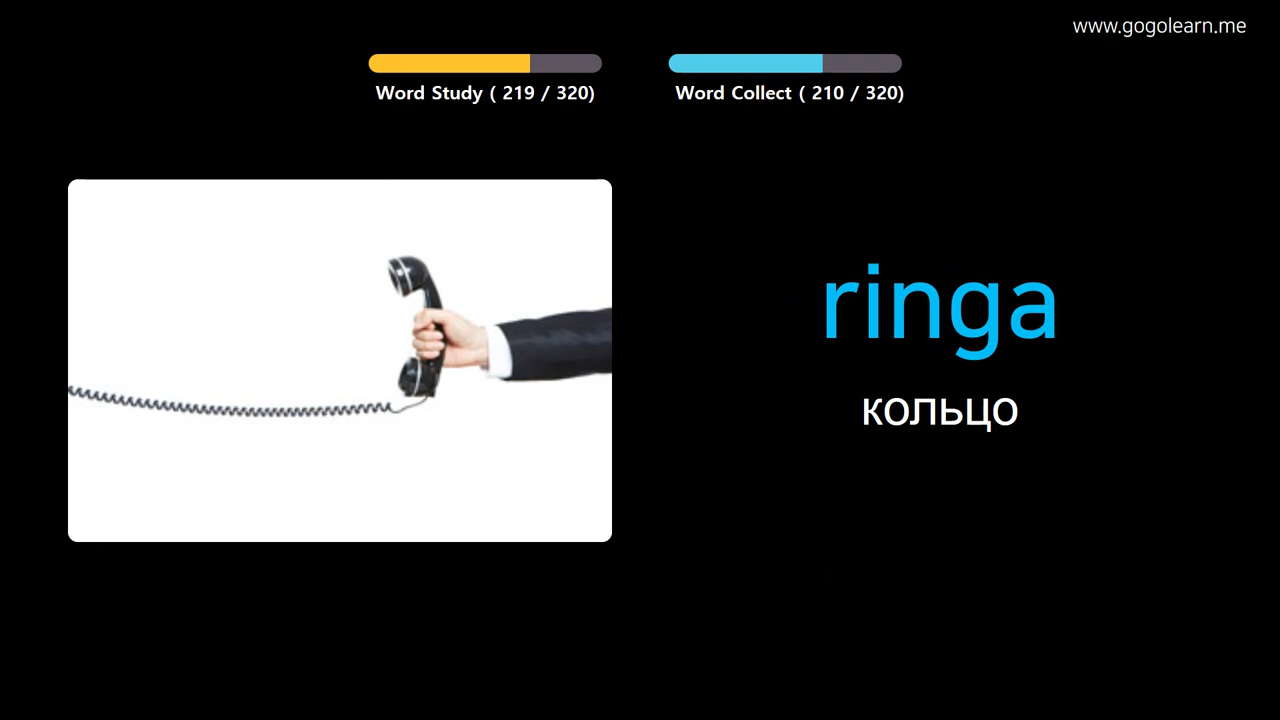 www.gogolearn.me
Word Study ( 219 / 320)
Word Collect ( 210 / 320)
ringa
кольцо